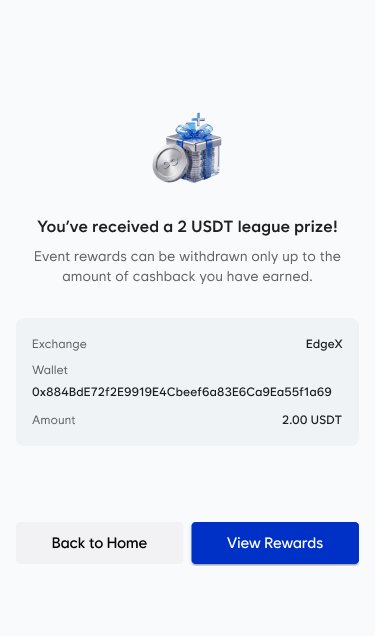 You’ve received a 2 USDT league prize!
Event rewards can be withdrawn only up to the
amount of cashback you have earned.
Exchange EdgeX
Wallet
0x884BdE72f2E9919E4Cbeef6a83E6Ca9Ea55f1a69
Amount 2.00 USDT
Back to Home View Rewards